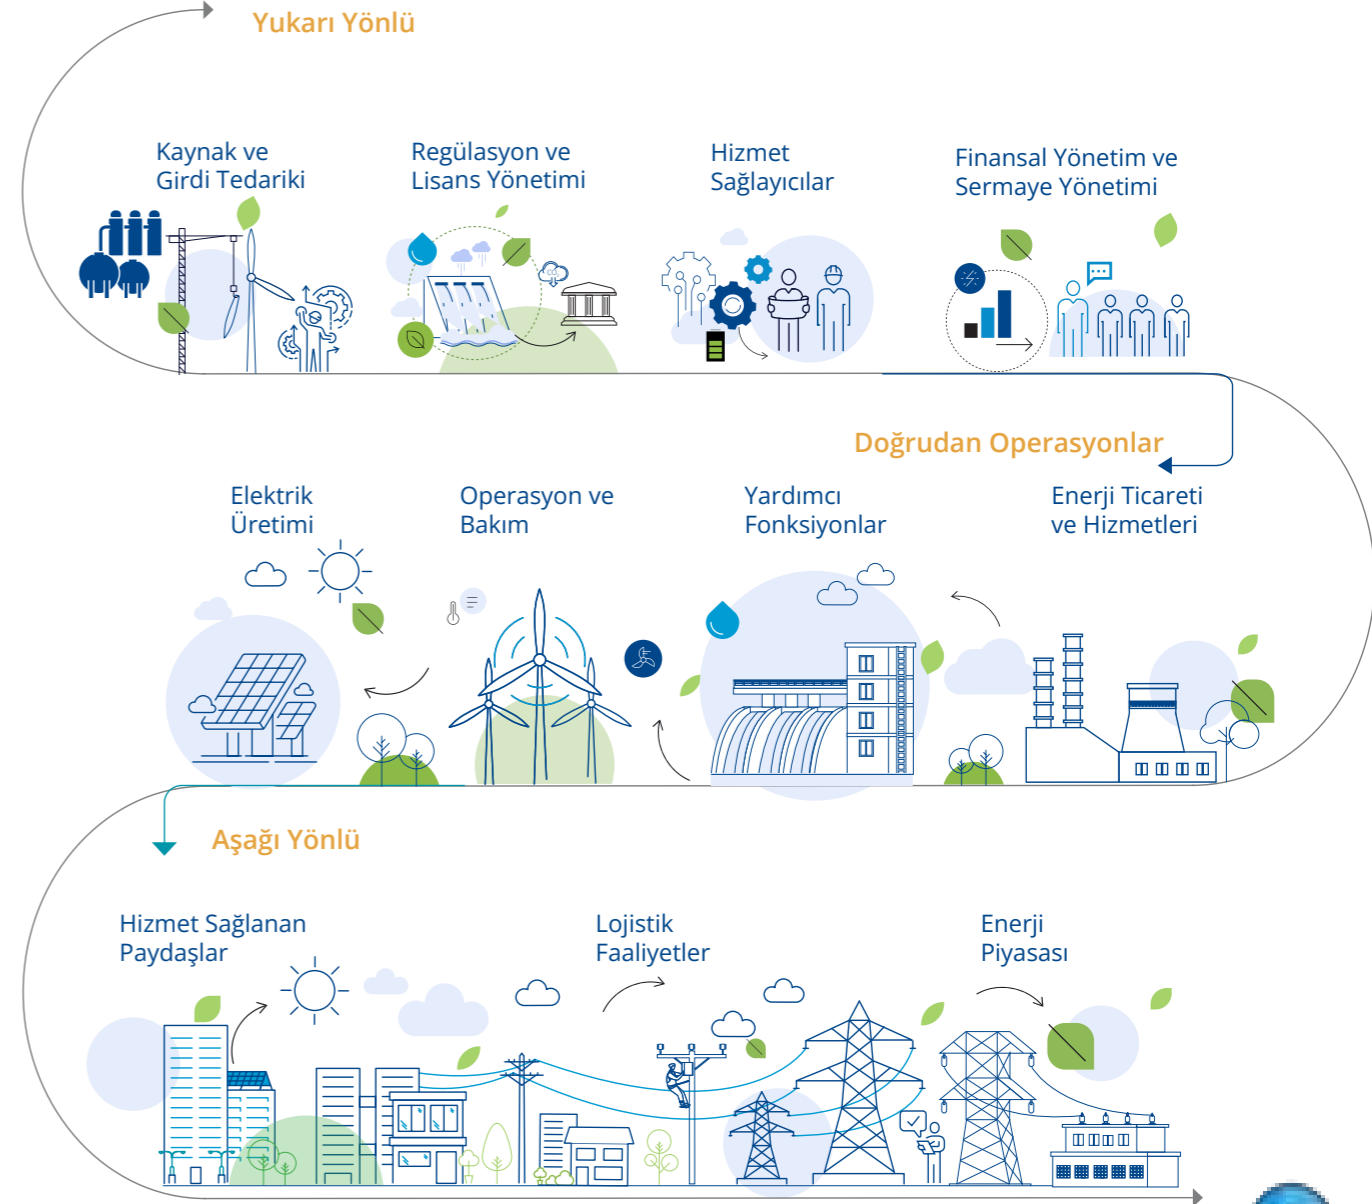 Yukarı Yönlü
Kaynak ve
Girdi Tedariki
Regülasyon ve
Lisans Yönetimi
Hizmet
Sağlayıcılar
Finansal Yönetim ve
Sermaye Yönetimi
Doğrudan Operasyonlar
Elektrik
Üretimi
Operasyon ve
Bakım
Yardımcı
Fonksiyonlar
Enerji Ticareti
ve Hizmetleri
Aşağı Yönlü
Hizmet Sağlanan
Paydaşlar
Lojistik
Faaliyetler
Enerji
Piyasası